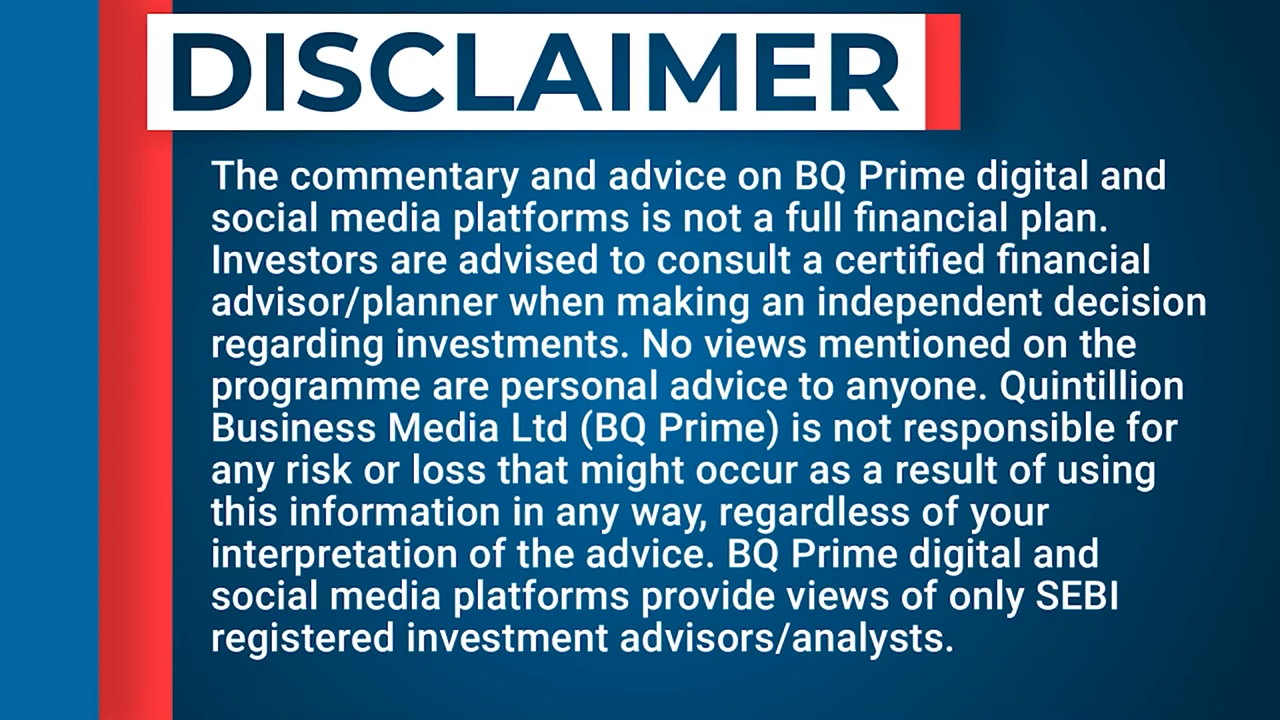 DISCLAIMER
The commentary and advice on BQ Prime digital and
social media platforms is not a full financial plan.
Investors are advised to consult a certified financial
advisor/planner when making an independent decision
regarding investments. No views mentioned on the
programme are personal advice to anyone. Quintillion
Business Media Ltd (BQ Prime) is not responsible for
any risk or loss that might occur as a result of using
this information in any way, regardless of your
interpretation of the advice. BQ Prime digital and
social media platforms provide views of only SEBI
registered investment advisors/analysts.